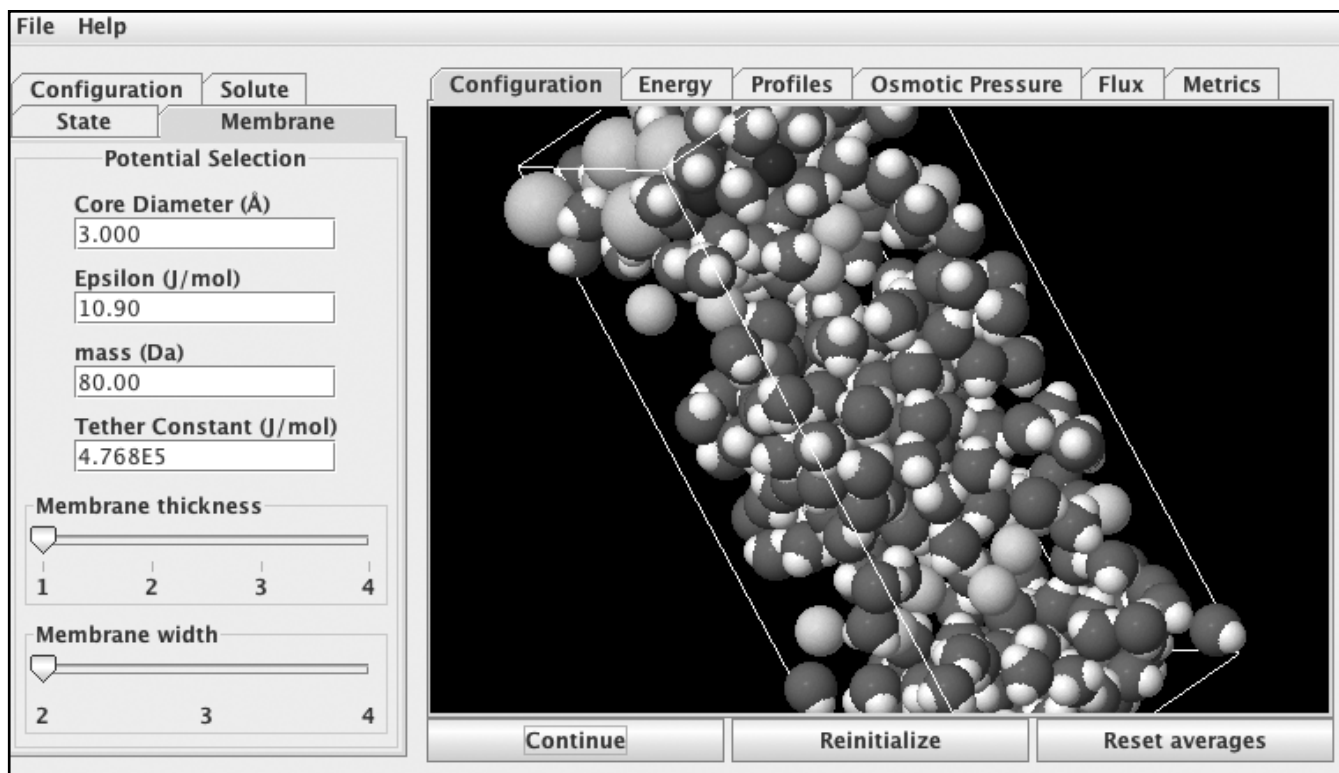 File Help
Configuration Solute
State Membrane
Potential Selection
Core Diameter (Å)
3.000
Epsilon (J/mol)
10.90
mass (Da)
80.00
Tether Constant (J/mol)
4.768E5
Membrane thickness
1 2 3 4
Membrane width
2 3 4
Configuration Energy Profiles Osmotic Pressure Flux Metrics
Continue Reinitialize Reset averages